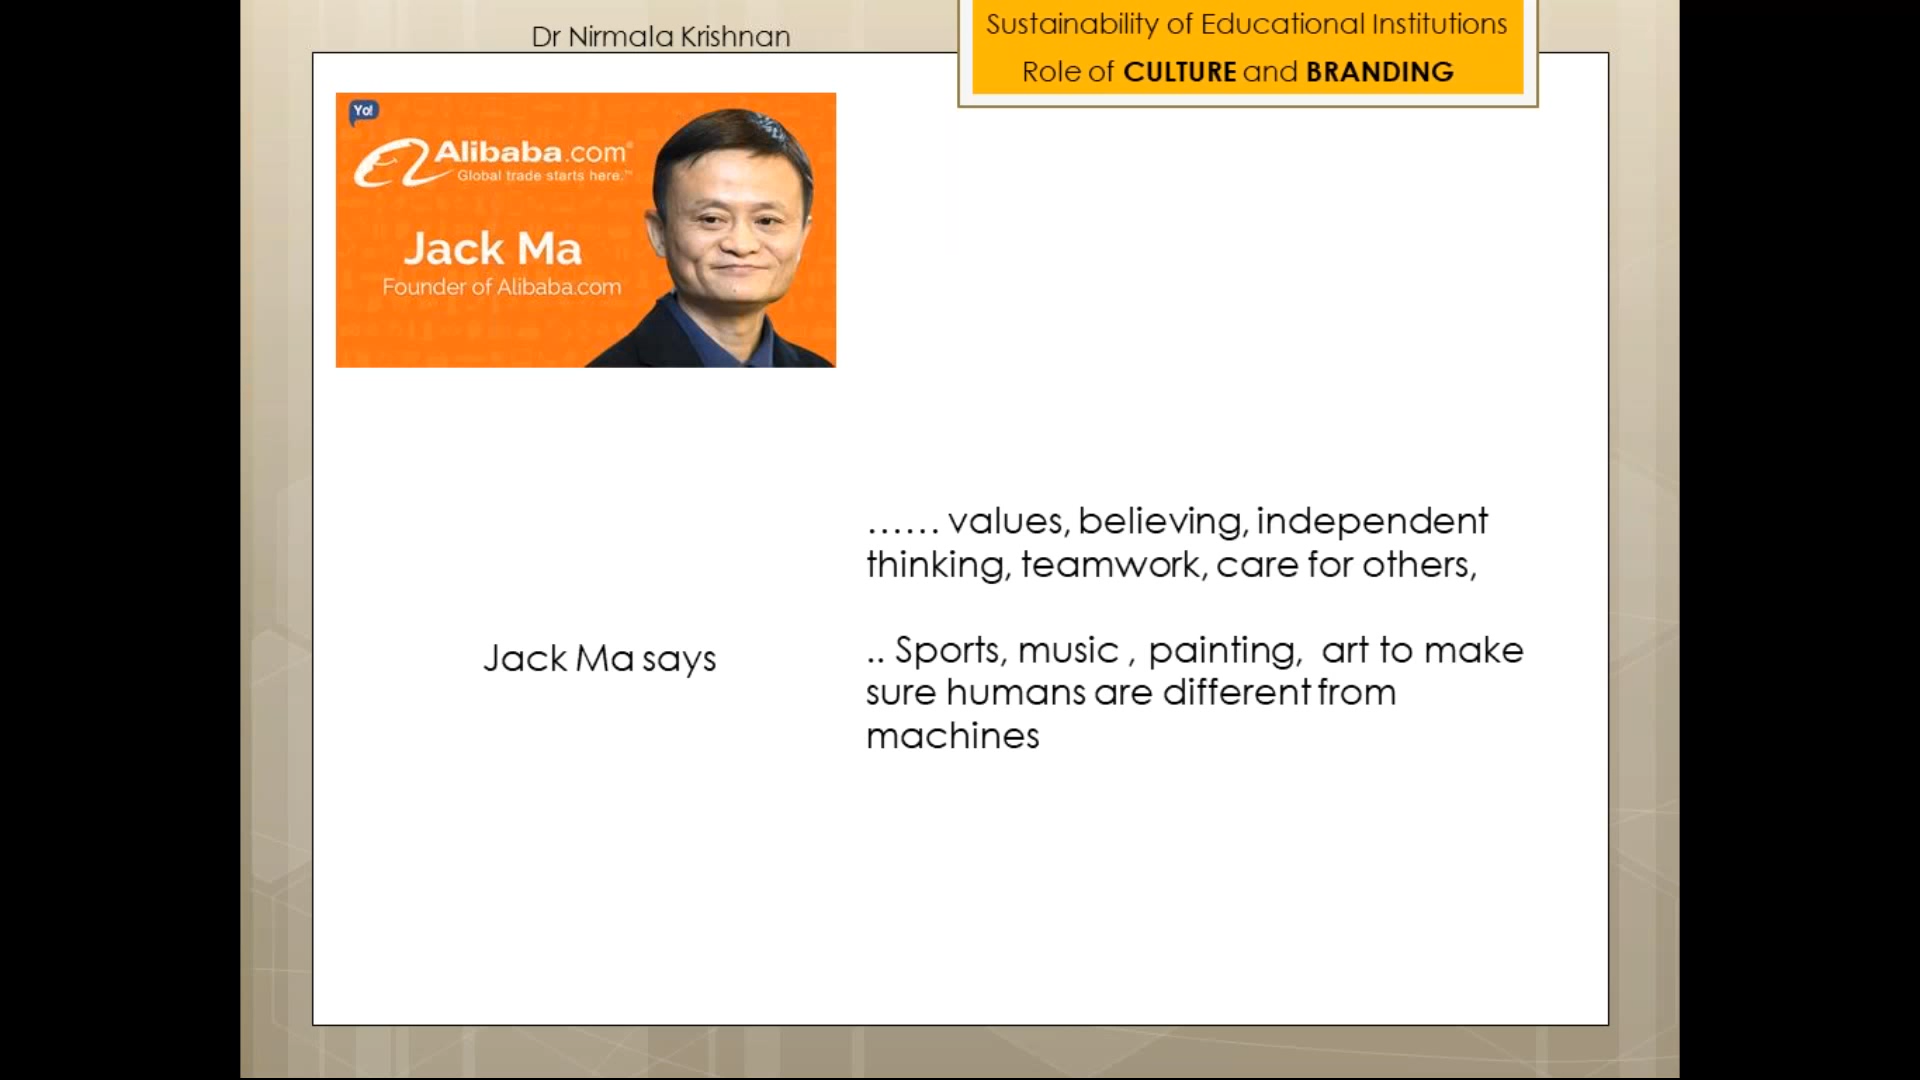 Dr Nirmala Krishnan
Sustainability of Educational Institutions
Role of CULTURE and BRANDING
Yo!
Alibaba.com®
Global trade starts here.™
Jack Ma
Founder of Alibaba.com
Jack Ma says
...... values, believing, independent
thinking, teamwork, care for others,
.. Sports, music , painting, art to make
sure humans are different from
machines